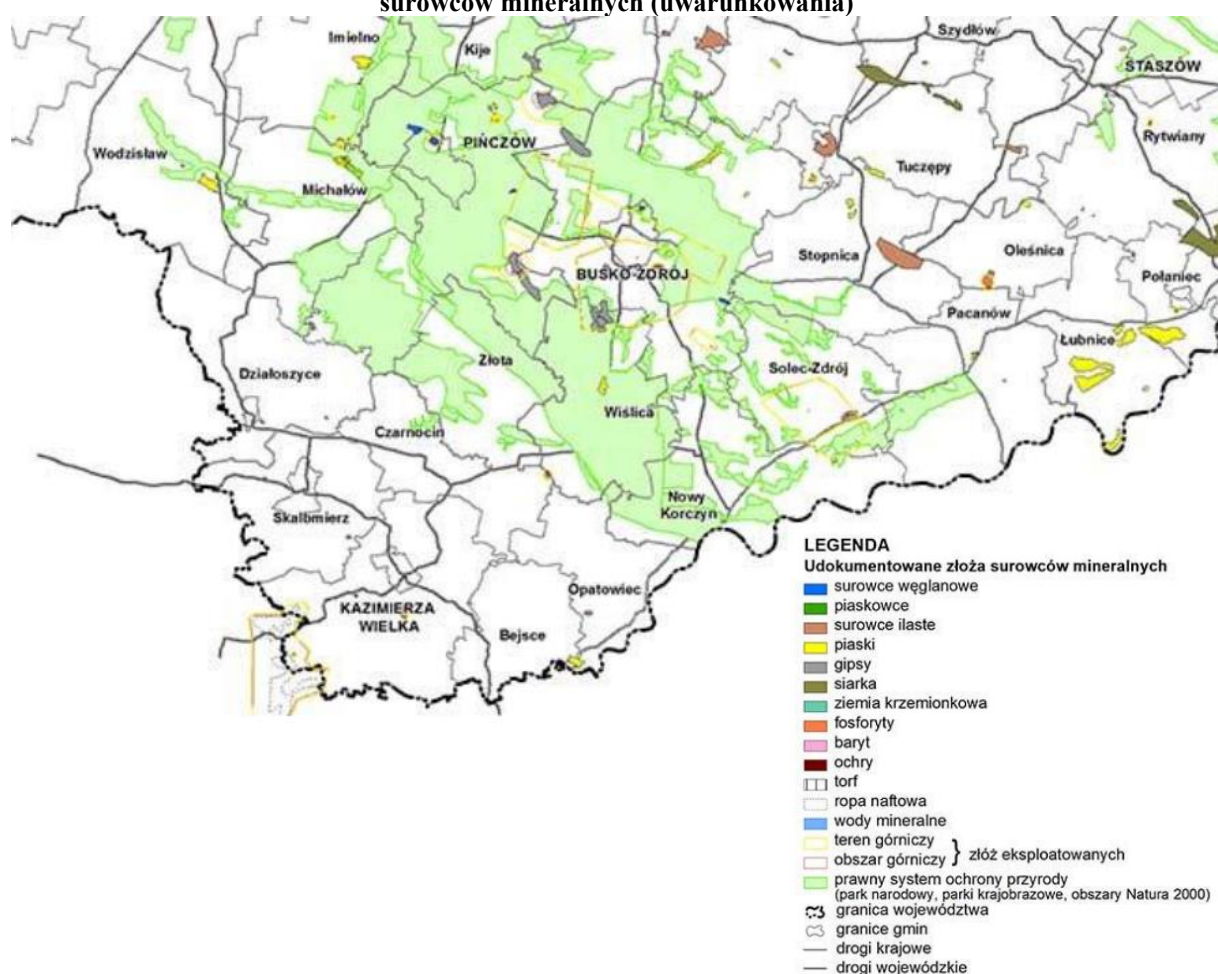 surowców mineralnych (uwarunkowania)
Imielno
Kije
Szydłów
STASZÓW
Wodzisław
PIŃCZÓW
Rytwiany
Michałów
Tuczępy
Stopnica
Oleśnica
BUSKO-ZDRÓJ
Połaniec
Pacanów
Łubnice
Złota
Solec-Zdrój
Działoszyce
Wiślica
Czarnocin
Nowy
Korczyn
Skalbmierz
Opatowiec
KAZIMIERZA
WIELKA
Bejsce
LEGENDA
Udokumentowane złoża surowców mineralnych
surowce węglanowe
piaskowce
surowce ilaste
piaski
gipsy
siarka
ziemia krzemionkowa
fosforyty
baryt
ochry
torf
ropa naftowa
wody mineralne
teren górniczy
obszar górniczy } złóż eksploatowanych
prawny system ochrony przyrody
(park narodowy, parki krajobrazowe, obszary Natura 2000)
granica województwa
granice gmin
drogi krajowe
drogi wojewódzkie